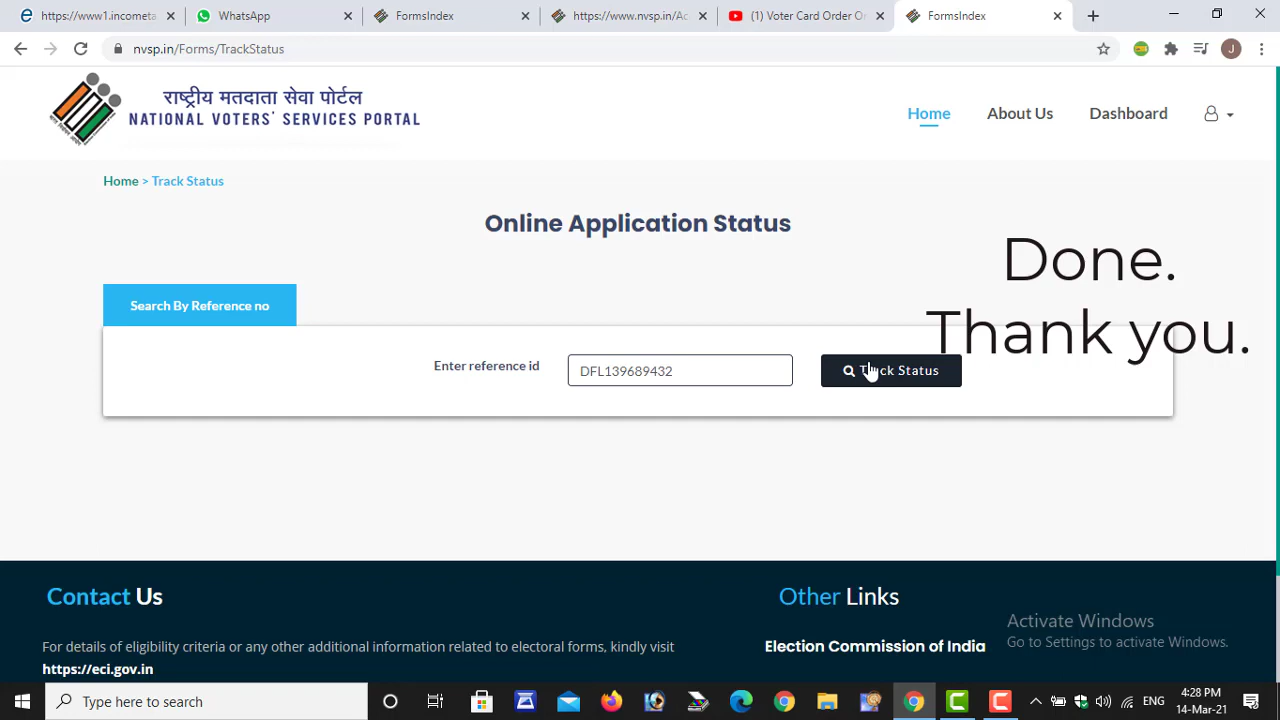 https://www1.incometa
WhatsApp
FormsIndex
https://www.nvsp.in/Ac
(1) Voter Card Order O
FormsIndex
nvsp.in/Forms/TrackStatus
J
राष्ट्रीय मतदाता सेवा पोर्टल
NATIONAL VOTERS' SERVICES PORTAL
Home About Us Dashboard
Home > Track Status
Online Application Status
Done.
Thank you.
Search By Reference no
Enter reference id DFL139689432 Track Status
Contact Us
Other Links
Activate Windows
Go to Settings to activate Windows.
For details of eligibility criteria or any other additional information related to electoral forms, kindly visit
https://eci.gov.in
Election Commission of India
Type here to search
ENG
4:28 PM
14-Mar-21